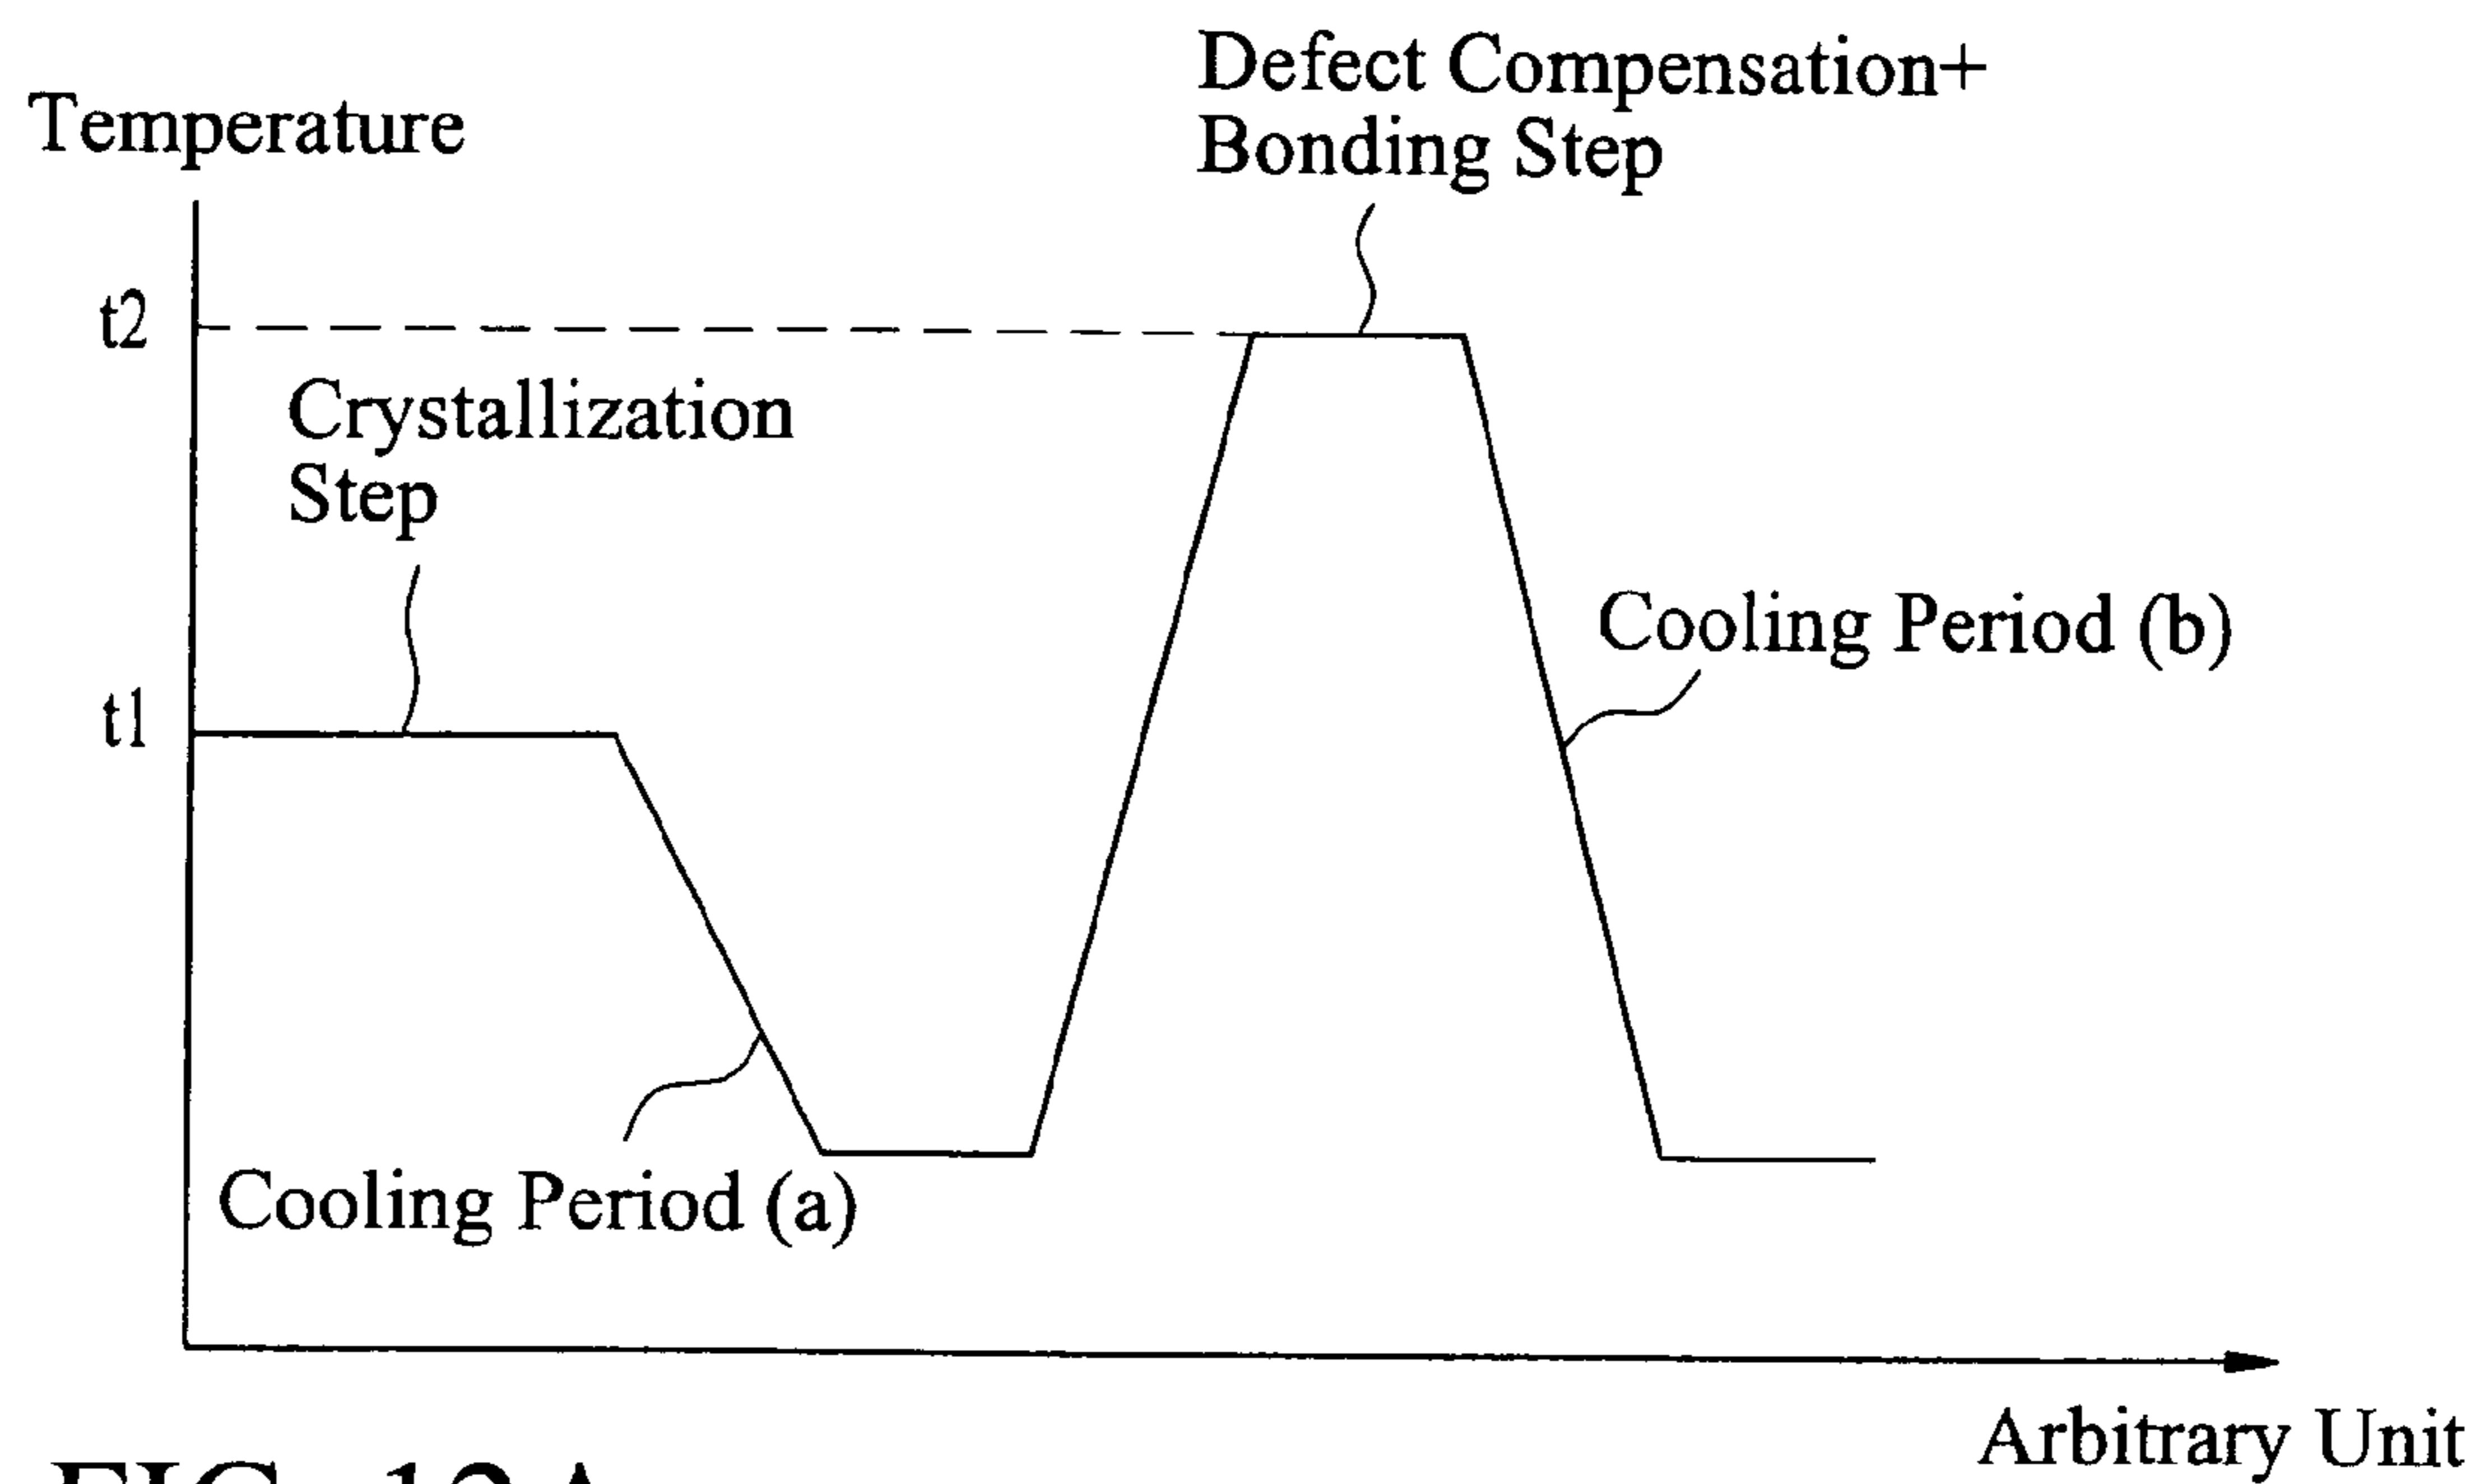 Defect Compensation+
Bonding Step
Temperature
t2
Crystallization
Step
Cooling Period (b)
t1
Cooling Period (a)
Arbitrary Unit